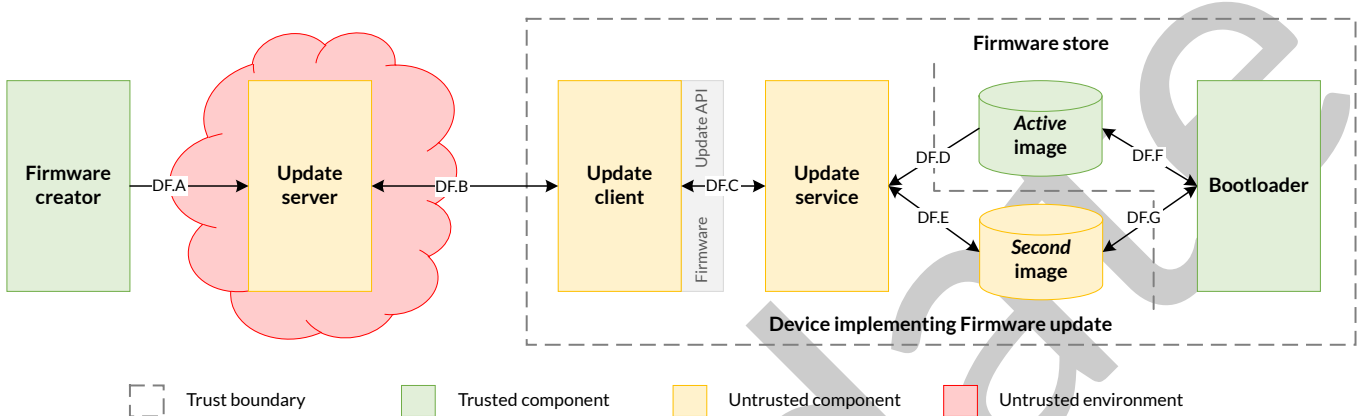 Firmware store
Firmware
creator
DF.A
Update
server
DF.B
Update
client
Firmware Update API
DF.C
Update
service
DF.D
DF.E
Active
image
Second
image
DF.F
DF.G
Bootloader
Device implementing Firmware update
Trust boundary
Trusted component
Untrusted component
Untrusted environment